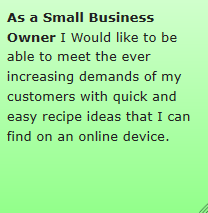 As a Small Business
Owner I Would like to be
able to meet the ever
increasing demands of my
customers with quick and
easy recipe ideas that I can
find on an online device.